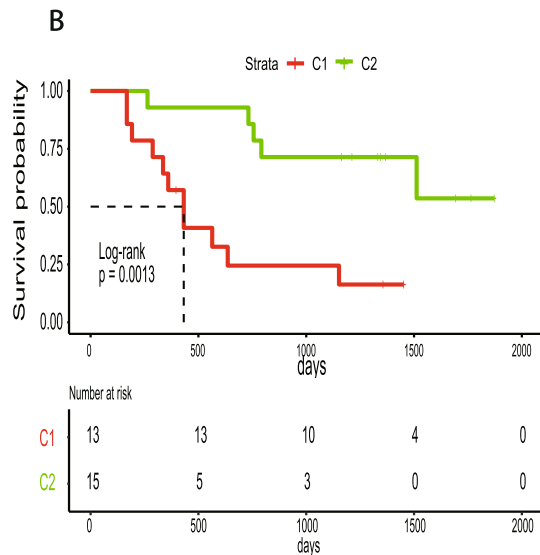 B
Strata C1 C2
Survival probability
1.00
0.75
0.50
0.25
0.00
Log-rank
p = 0.0013
0 500 1000 1500 2000
days
Number at risk
C1 13 13 10 4 0
C2 15 5 3 0 0
0 500 1000 1500 2000
days